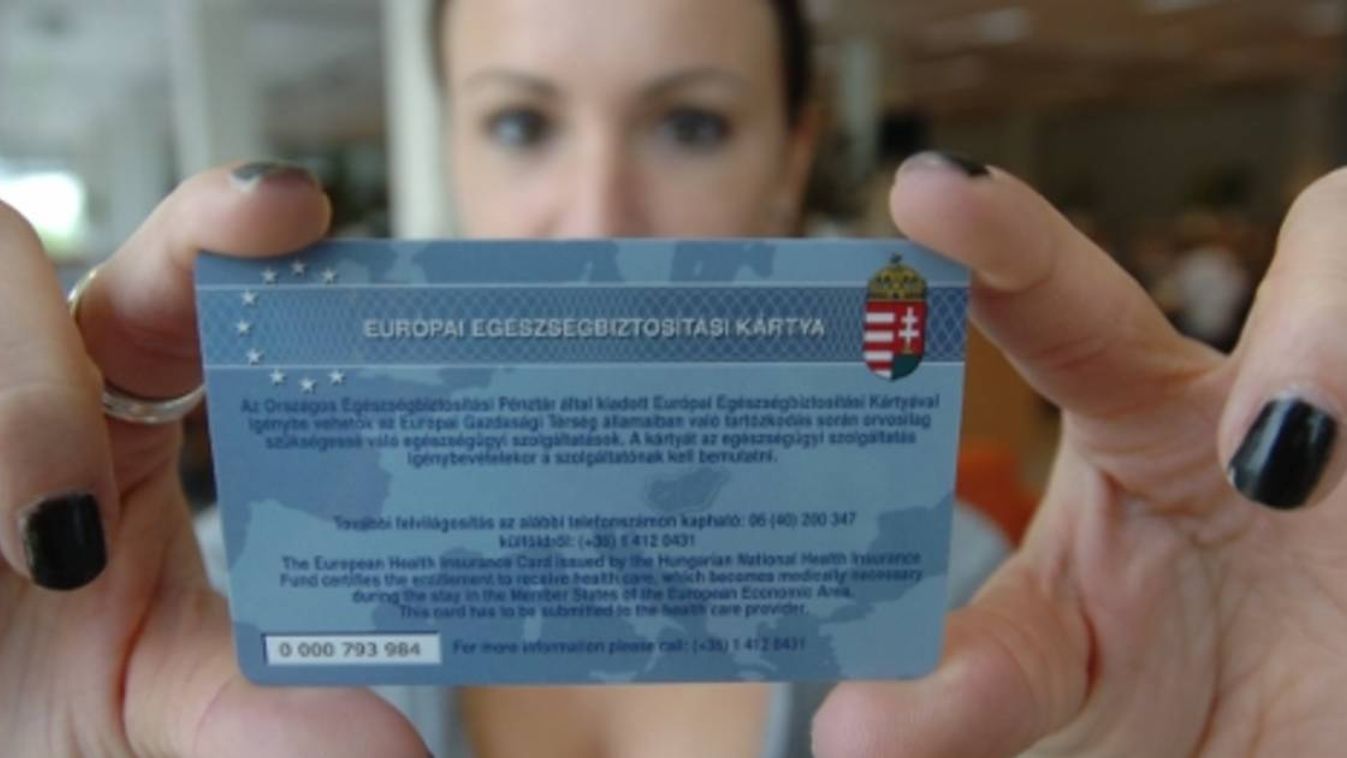 EURÓPAI EGÉSZSÉGBIZTOSÍTÁSI KÁRTYA
Az Országos Egészségbiztosítási Pénztár által kiadott Európai Egészségbiztosítási Kártyával
igénybe vehetők az Európai Gazdasági Térség államaiban való tartózkodás során orvosilag
szükségessé váló egészségügyi szolgáltatások. A kártyát az egészségügyi szolgáltatás
igénybevételekor a szolgáltatónak kell bemutatni.
További felvilágosítás az alábbi telefonszámon kapható: 06 (40) 200 347
külföldről: (+36) 1 412 0431
The European Health Insurance Card issued by the Hungarian National Health Insurance
Fund certifies the entitlement to receive health care, which becomes medically necessary
during the stay in the Member States of the European Economic Area.
This card has to be submitted to the health care provider.
0 000 793 984 For more information please call: (+36) 1 412 0431